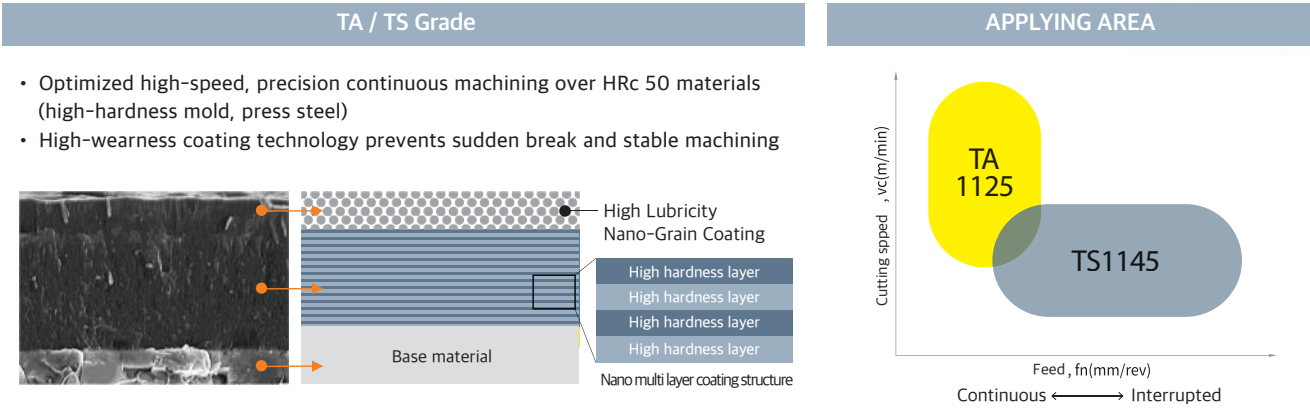 TA / TS Grade
• Optimized high-speed, precision continuous machining over HRc 50 materials
(high-hardness mold, press steel)
• High-wearness coating technology prevents sudden break and stable machining
High Lubricity
Nano-Grain Coating
High hardness layer
High hardness layer
High hardness layer
High hardness layer
Base material
Nano multi layer coating structure
APPLYING AREA
Cutting spped , vc(m/min)
TA
1125
TS1145
Feed , fn(mm/rev)
Continuous ⟷ Interrupted